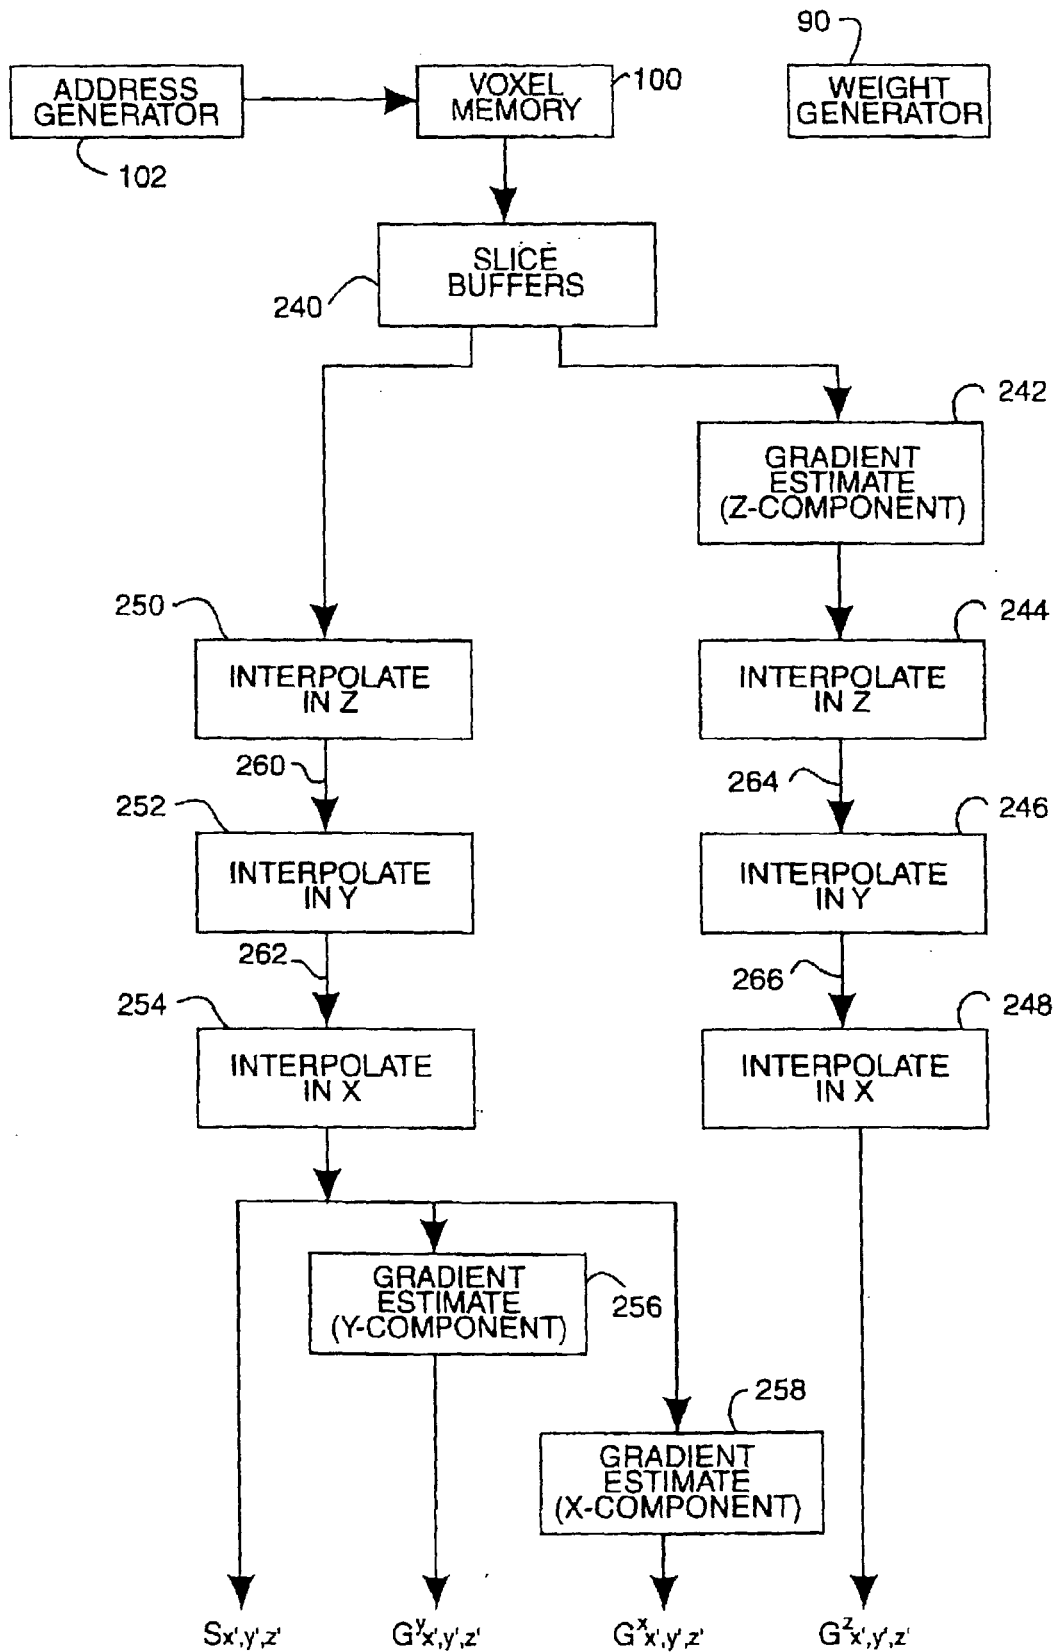 90
ADDRESS
GENERATOR
VOXEL
MEMORY
100
WEIGHT
GENERATOR
102
SLICE
BUFFERS
240
242
GRADIENT
ESTIMATE
(Z-COMPONENT)
250
244
INTERPOLATE
IN Z
INTERPOLATE
IN Z
260
264
252
246
INTERPOLATE
IN Y
INTERPOLATE
IN Y
262
266
254
248
INTERPOLATE
IN X
INTERPOLATE
IN X
GRADIENT
ESTIMATE
(Y-COMPONENT)
256
258
GRADIENT
ESTIMATE
(X-COMPONENT)
Sx',y',z'
Gyx',y',z'
Gxx',y',z'
Gzx',y',z'